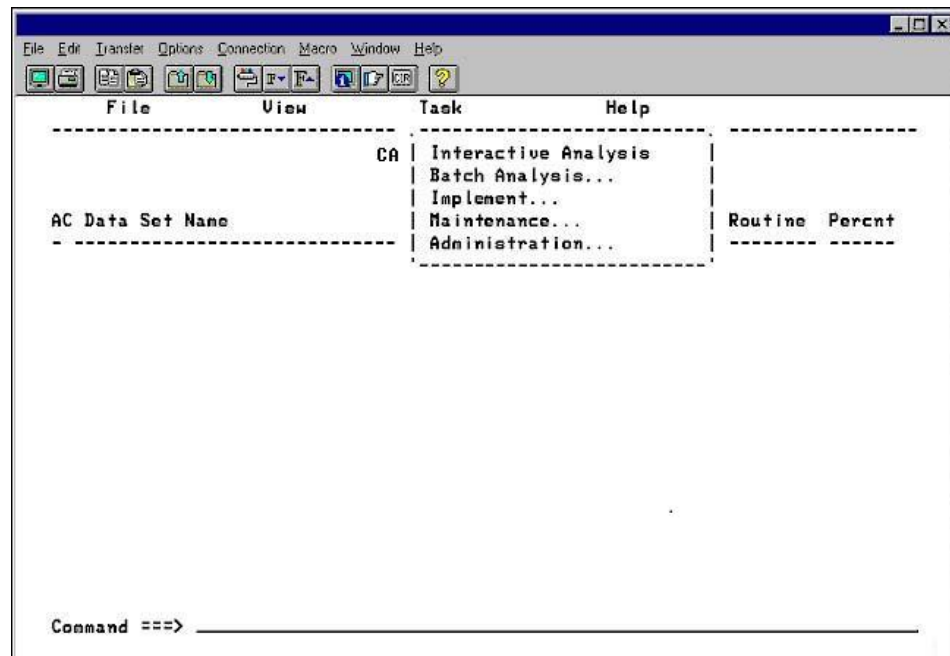 File Edit Transfer Options Connection Macro Window Help
File View Task Help
-------------------------------- .---------------------------. -----------------
CA | Interactive Analysis |
| Batch Analysis... |
| Implement... |
AC Data Set Name | Maintenance... | Routine Percnt
- ------------------------------ | Administration... | -------- ------
'---------------------------'
Command ===>